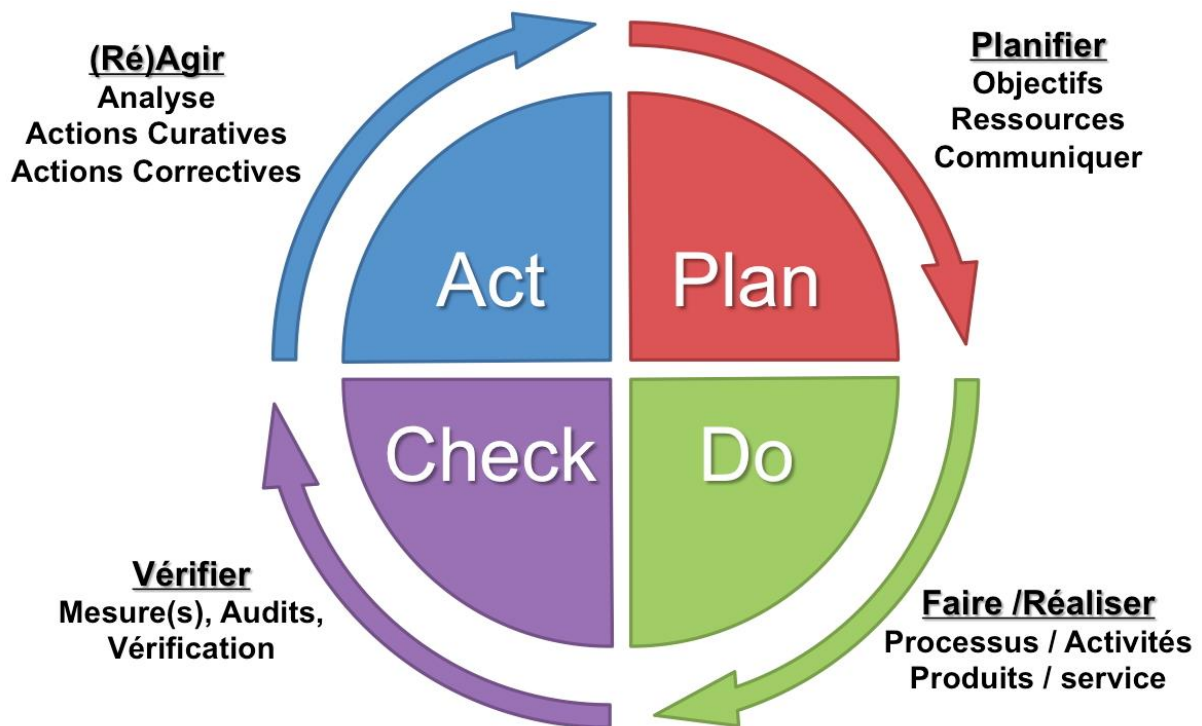 (Ré)Agir
Analyse
Actions Curatives
Actions Correctives
Planifier
Objectifs
Ressources
Communiquer
Act
Plan
Check
Do
Vérifier
Mesure(s), Audits,
Vérification
Faire /Réaliser
Processus / Activités
Produits / service